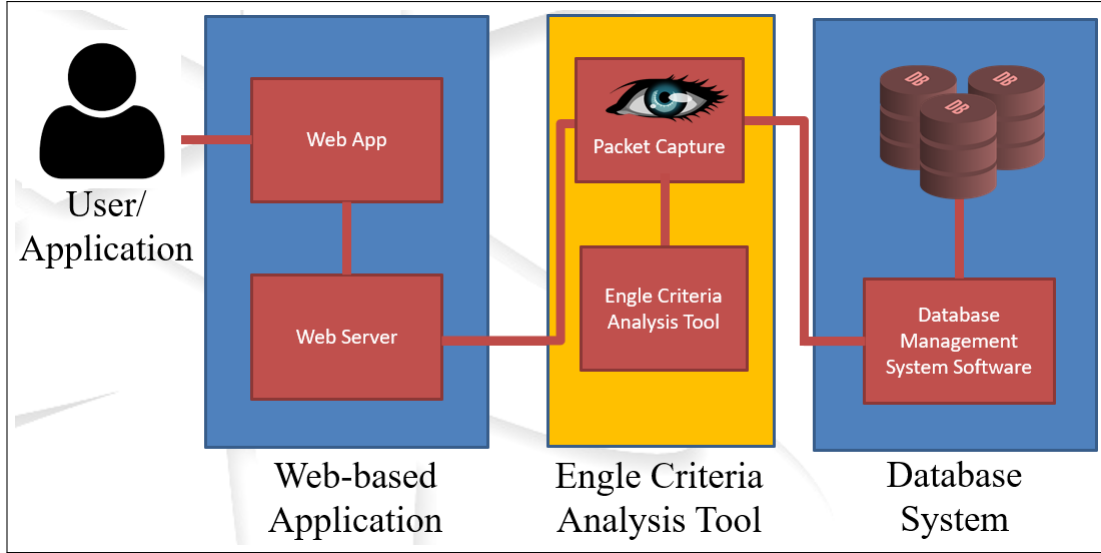 User/
Application
Web App
Web Server
Web-based
Application
Packet Capture
Engle Criteria
Analysis Tool
Engle Criteria
Analysis Tool
DB
DB
DB
Database
Management
System Software
Database
System